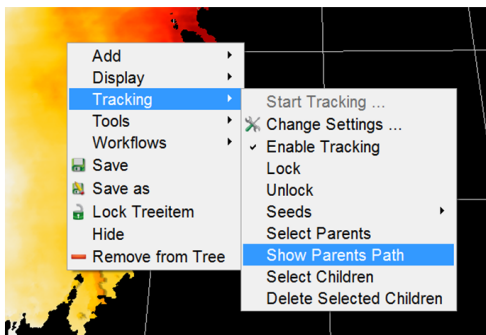 Add
Display
Tracking
Tools
Workflows
Save
Save as
Lock Treeitem
Hide
Remove from Tree
Start Tracking ...
Change Settings ...
Enable Tracking
Lock
Unlock
Seeds
Select Parents
Show Parents Path
Select Children
Delete Selected Children